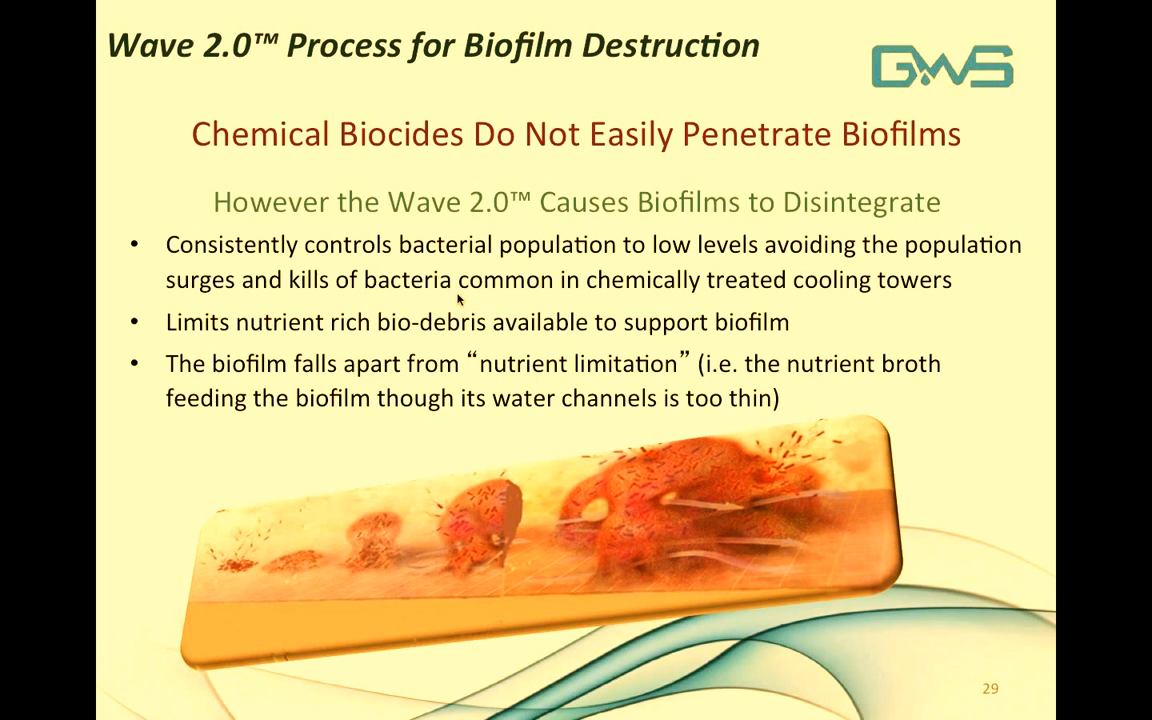 Wave 2.0™ Process for Biofilm Destruction
GWS
Chemical Biocides Do Not Easily Penetrate Biofilms
However the Wave 2.0™ Causes Biofilms to Disintegrate
• Consistently controls bacterial population to low levels avoiding the population
surges and kills of bacteria common in chemically treated cooling towers
• Limits nutrient rich bio-debris available to support biofilm
• The biofilm falls apart from “nutrient limitation” (i.e. the nutrient broth
feeding the biofilm though its water channels is too thin)
29